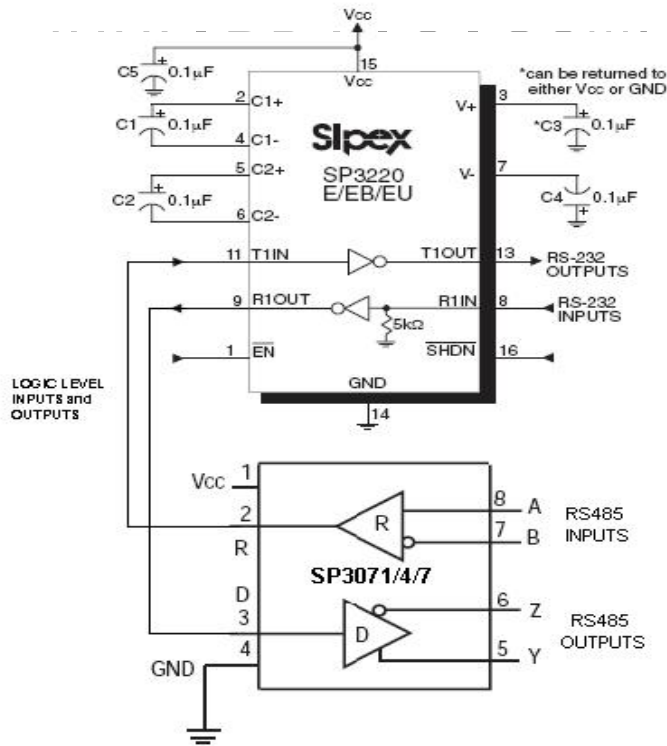 Vcc
15
Vcc
C5 + 0.1µF
*can be returned to
either Vcc or GND
2 C1+
V+ 3
C1 + 0.1µF
*C3 + 0.1µF
4 C1-
Sipex
5 C2+
SP3220
E/EB/EU
V- 7
C2 + 0.1µF
C4 + 0.1µF
6 C2-
11 T1IN
T1OUT 13
RS-232
OUTPUTS
9 R1OUT
R1IN 8
RS-232
INPUTS
5kΩ
1 EN
SHDN 16
GND
14
LOGIC LEVEL
INPUTS and
OUTPUTS
Vcc 1
2
R
R
8 A
7 B
RS485
INPUTS
SP3071/4/7
D
3
D
6 Z
5 Y
RS485
OUTPUTS
4
GND